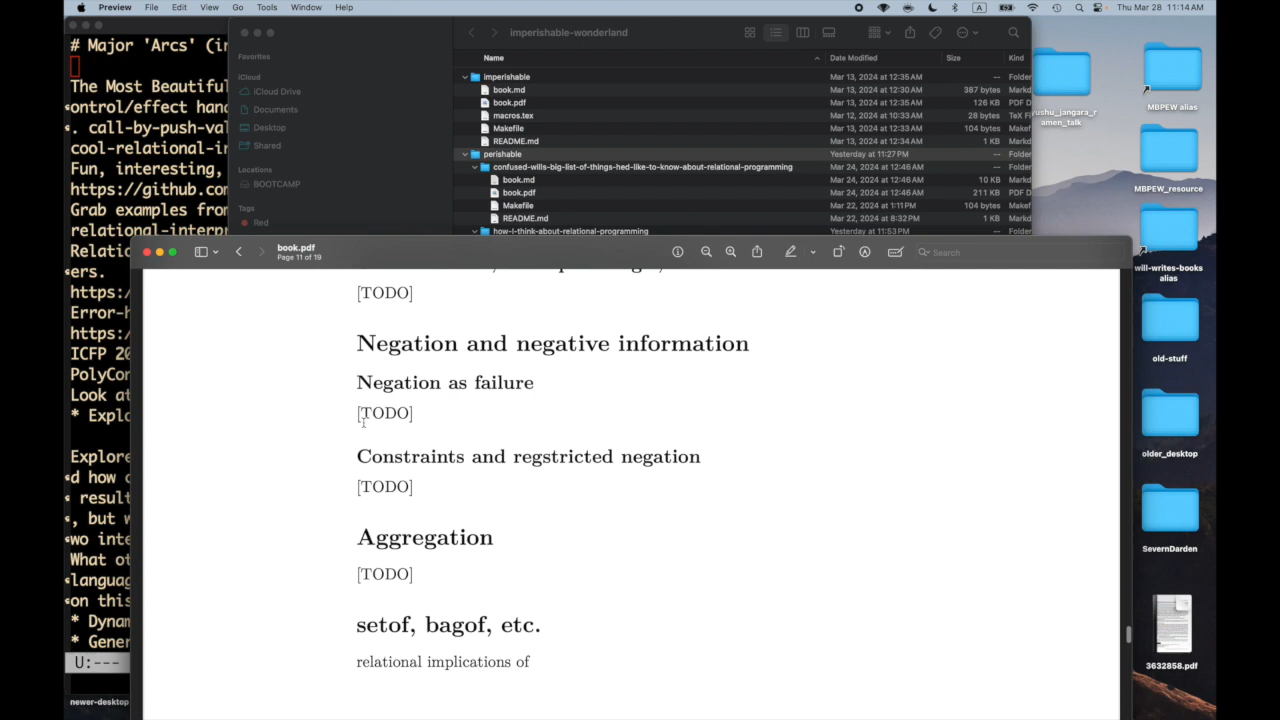 Preview File Edit View Go Tools Window Help A Thu Mar 28 11:14 AM
# Major 'Arcs' (in
The Most Beautiful
ontrol/effect hand
. call-by-push-val
cool-relational-in
Fun, interesting,
https://github.com
Grab examples from
relational-interp
Relatio
ers.
https:/
Error-h
https:/
ICFP 20
PolyCon
Look at
* Explo
Explore
d how c
result
, but w
wo inte
What ot
language
on this
* Dynam
* Gener
U:---
newer-desktop
Favorites
iCloud
iCloud Drive
Documents
Desktop
Shared
Locations
BOOTCAMP
Tags
Red
imperishable-wonderland
Name Date Modified Size Kind
imperishable Mar 13, 2024 at 12:35 AM -- Folder
book.md Mar 13, 2024 at 12:30 AM 387 bytes Markd
book.pdf Mar 13, 2024 at 12:35 AM 126 KB PDF D
macros.tex Mar 12, 2024 at 10:33 AM 28 bytes TeX Fi
Makefile Mar 13, 2024 at 12:33 AM 104 bytes Makef
README.md Mar 13, 2024 at 12:34 AM 1 KB Markd
perishable Yesterday at 11:27 PM -- Folder
confused-wills-big-list-of-things-hed-like-to-know-about-relational-programming Mar 24, 2024 at 12:46 AM -- Folder
book.md Mar 24, 2024 at 12:46 AM 10 KB Markd
book.pdf Mar 24, 2024 at 12:46 AM 211 KB PDF D
Makefile Mar 22, 2024 at 1:11 PM 104 bytes Makef
README.md Mar 22, 2024 at 8:32 PM 1 KB Markd
how-I-think-about-relational-programming Yesterday at 11:53 PM -- Folder
book.pdf
Page 11 of 19
Search
[TODO]
Negation and negative information
Negation as failure
[TODO]
Constraints and regstricted negation
[TODO]
Aggregation
[TODO]
setof, bagof, etc.
relational implications of
rushu_jangara_r
amen_talk
MBPEW alias
MBPEW_resource
will-writes-books
alias
old-stuff
older_desktop
SevernDarden
3632858.pdf